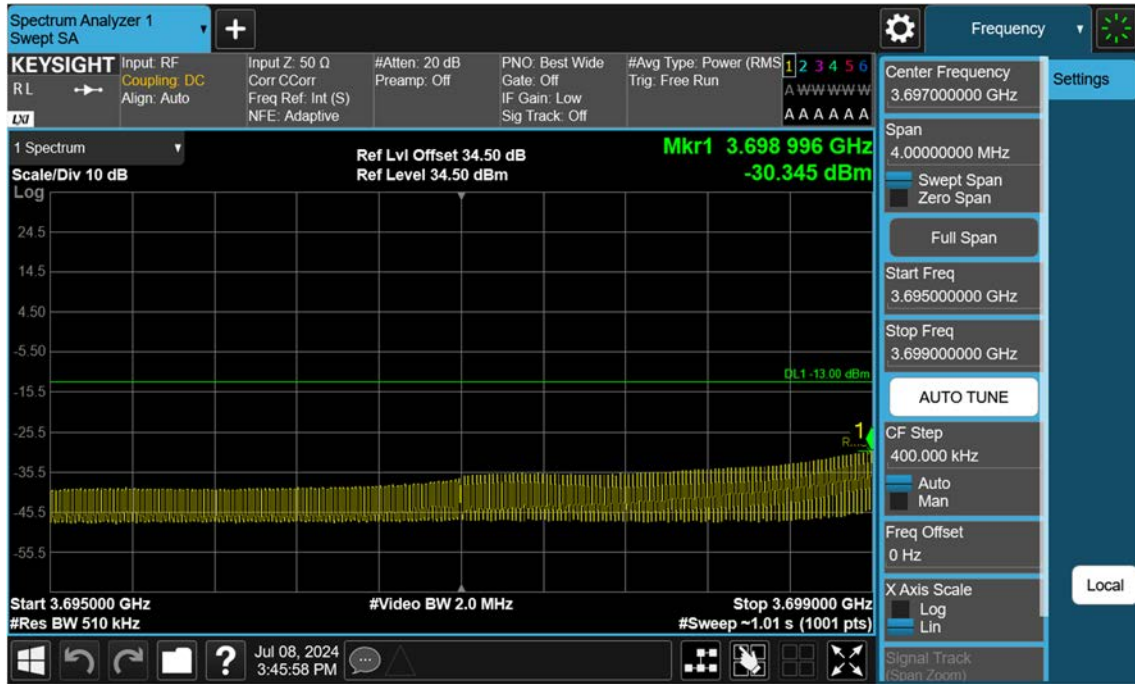 Spectrum Analyzer 1
Swept SA
+
Frequency
KEYSIGHT
RL
LXI
Input: RF
Coupling: DC
Align: Auto
Input Z: 50 Ω
Corr CCorr
Freq Ref: Int (S)
NFE: Adaptive
#Atten: 20 dB
Preamp: Off
PNO: Best Wide
Gate: Off
IF Gain: Low
Sig Track: Off
#Avg Type: Power (RMS
Trig: Free Run
1 2 3 4 5 6
A W W W W W
A A A A A A
1 Spectrum
Scale/Div 10 dB
Ref Lvl Offset 34.50 dB
Ref Level 34.50 dBm
Mkr1 3.698 996 GHz
-30.345 dBm
Log
24.5
14.5
4.50
-5.50
DL1 -13.00 dBm
-15.5
-25.5
1
-35.5
-45.5
-55.5
Start 3.695000 GHz
#Video BW 2.0 MHz
Stop 3.699000 GHz
#Res BW 510 kHz
#Sweep ~1.01 s (1001 pts)
Center Frequency
3.697000000 GHz
Settings
Span
4.00000000 MHz
Swept Span
Zero Span
Full Span
Start Freq
3.695000000 GHz
Stop Freq
3.699000000 GHz
AUTO TUNE
CF Step
400.000 kHz
Auto
Man
Freq Offset
0 Hz
X Axis Scale
Log
Lin
Local
Signal Track
(Span Zoom)
?
Jul 08, 2024
3:45:58 PM